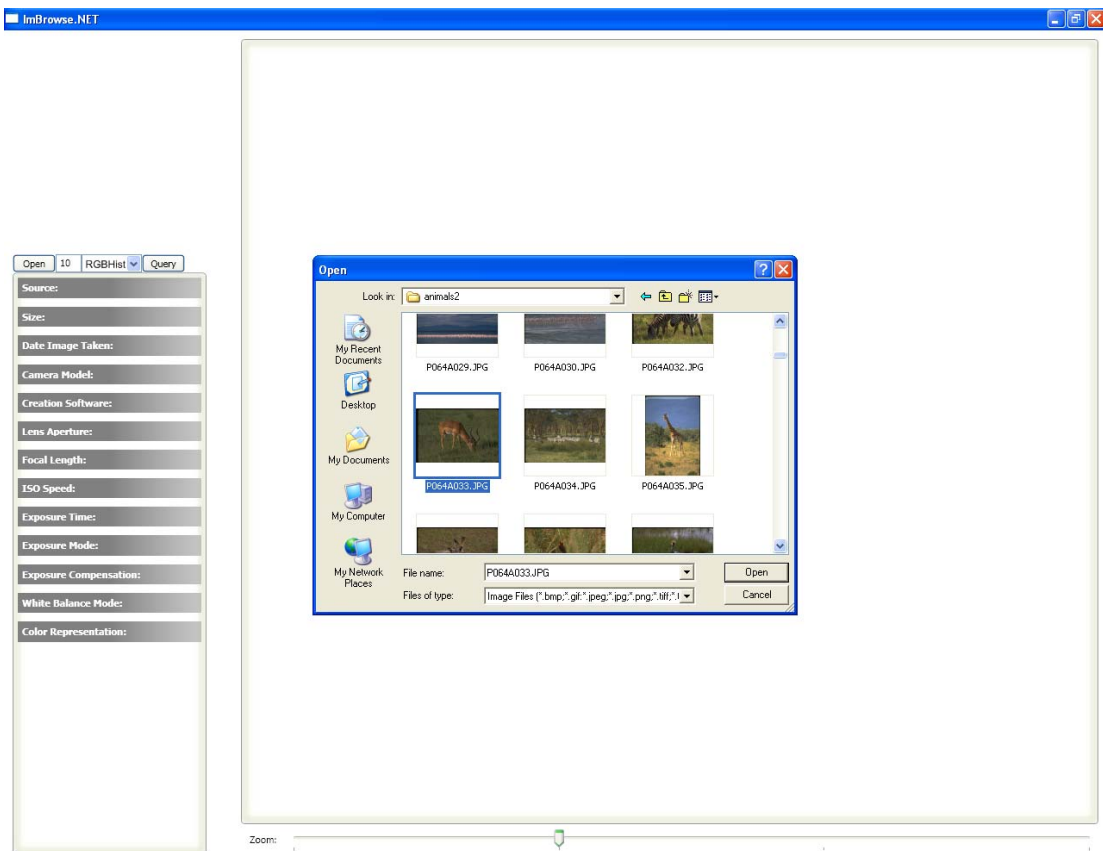 ImBrowse.NET
Open 10 RGBHist Query
Source:
Size:
Date Image Taken:
Camera Model:
Creation Software:
Lens Aperture:
Focal Length:
ISO Speed:
Exposure Time:
Exposure Mode:
Exposure Compensation:
White Balance Mode:
Color Representation:
Open
Look in: animals2
My Recent
Documents
Desktop
My Documents
My Computer
My Network
Places
P064A029.JPG P064A030.JPG P064A032.JPG
P064A033.JPG P064A034.JPG P064A035.JPG
File name: P064A033.JPG Open
Files of type: Image Files (*.bmp;*.gif;*.jpeg;*.jpg;*.png;*.tiff;*. Cancel
Zoom: